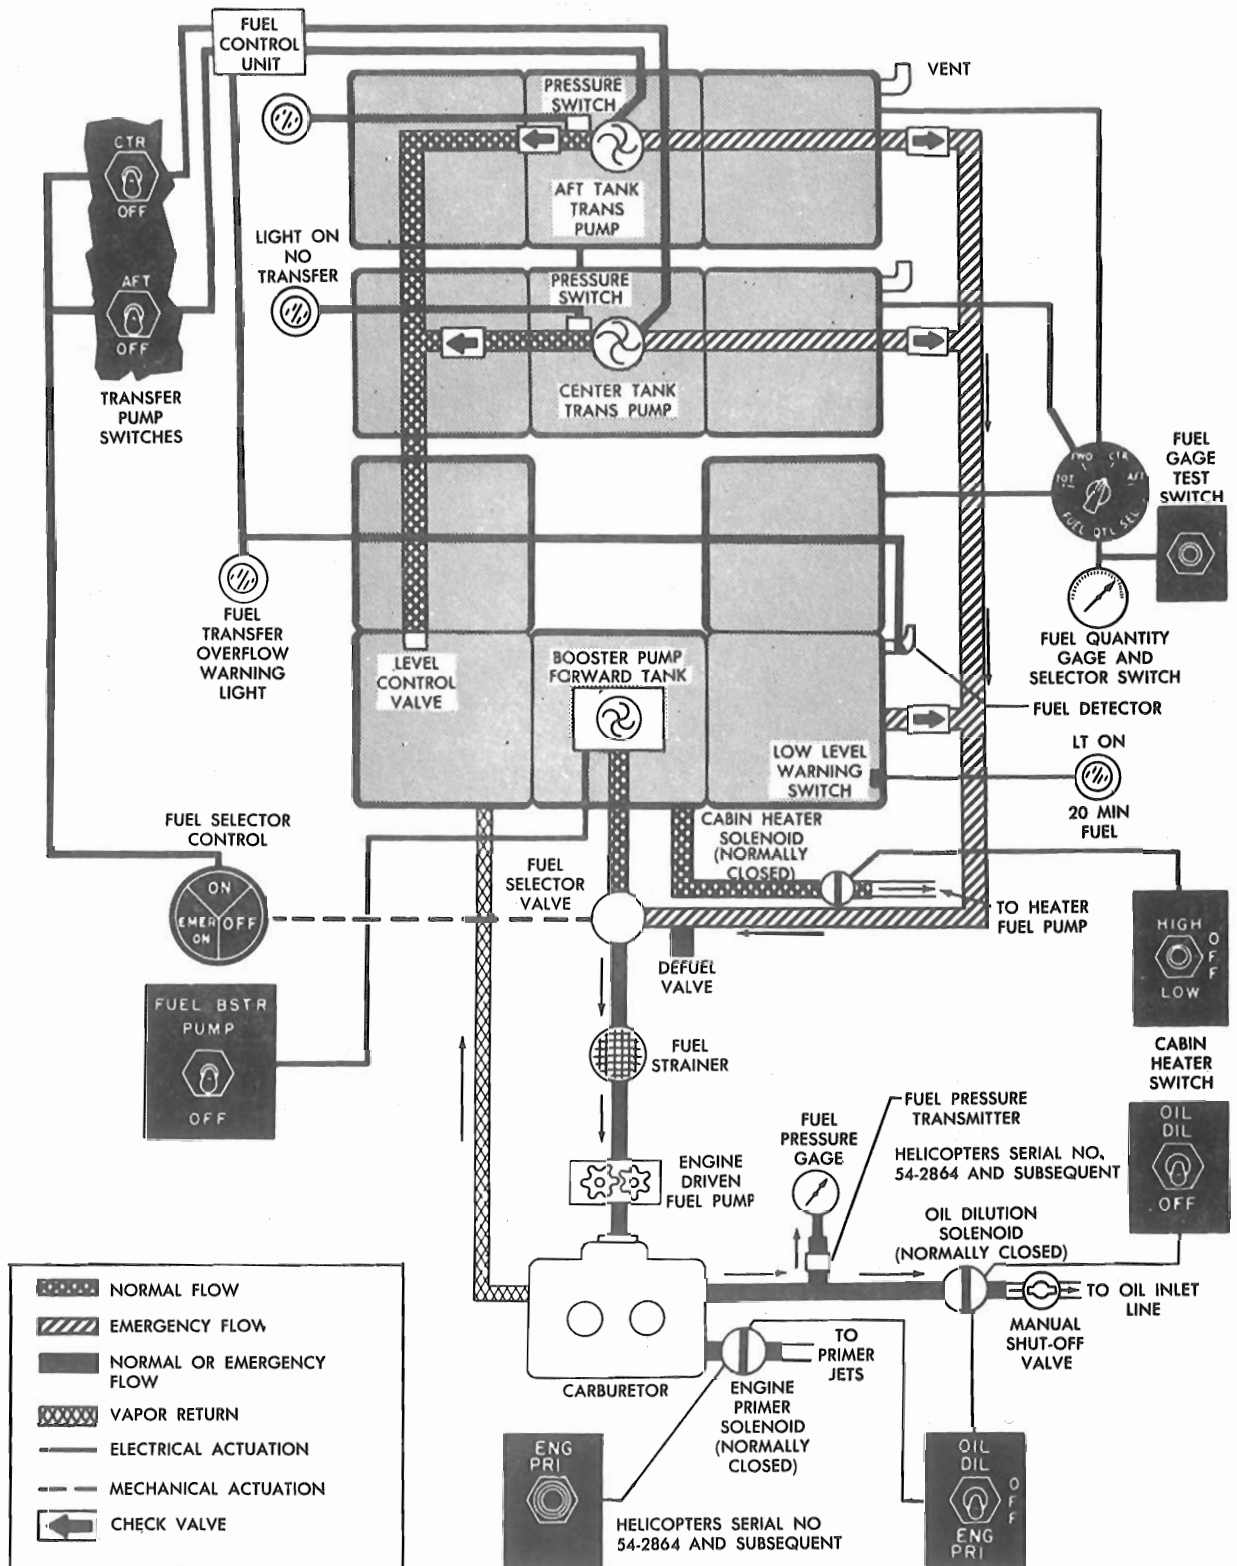 FUEL
CONTROL
UNIT
VENT
PRESSURE
SWITCH
CTR
OFF
AFT TANK
TRANS
PUMP
LIGHT ON
NO
TRANSFER
PRESSURE
SWITCH
AFT
OFF
CENTER TANK
TRANS PUMP
TRANSFER
PUMP
SWITCHES
FUEL
GAGE
TEST
SWITCH
TOT
FWD
CTR
AFT
FUEL QTY SEL
FUEL
TRANSFER
OVERFLOW
WARNING
LIGHT
LEVEL
CONTROL
VALVE
BOOSTER PUMP
FORWARD TANK
FUEL QUANTITY
GAGE AND
SELECTOR SWITCH
FUEL DETECTOR
LOW LEVEL
WARNING
SWITCH
LT ON
20 MIN
FUEL
FUEL SELECTOR
CONTROL
ON
EMER
ON
OFF
FUEL
SELECTOR
VALVE
CABIN HEATER
SOLENOID
(NORMALLY
CLOSED)
TO HEATER
FUEL PUMP
HIGH
OFF
LOW
CABIN
HEATER
SWITCH
DEFUEL
VALVE
FUEL BSTR
PUMP
OFF
FUEL
STRAINER
FUEL PRESSURE
TRANSMITTER
FUEL
PRESSURE
GAGE
HELICOPTERS SERIAL NO.
54-2864 AND SUBSEQUENT
OIL
DIL
OFF
ENGINE
DRIVEN
FUEL PUMP
OIL DILUTION
SOLENOID
(NORMALLY CLOSED)
TO OIL INLET
LINE
MANUAL
SHUT-OFF
VALVE
TO
PRIMER
JETS
CARBURETOR
ENGINE
PRIMER
SOLENOID
(NORMALLY
CLOSED)
ENG
PRI
HELICOPTERS SERIAL NO
54-2864 AND SUBSEQUENT
OIL
DIL
OFF
ENG
PRI
NORMAL FLOW
EMERGENCY FLOW
NORMAL OR EMERGENCY
FLOW
VAPOR RETURN
ELECTRICAL ACTUATION
MECHANICAL ACTUATION
CHECK VALVE